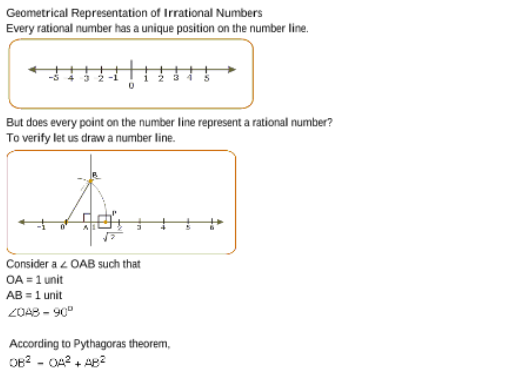 Geometrical Representation of Irrational Numbers
Every rational number has a unique position on the number line.
-5 4 3 2 -1 0 1 2 3 4 5
But does every point on the number line represent a rational number?
To verify let us draw a number line.
B
P
-1 0 A 1 2 3 4 5 6
√2
Consider a ∠ OAB such that
OA = 1 unit
AB = 1 unit
∠OAB = 90°
According to Pythagoras theorem,
OB² = OA² + AB²